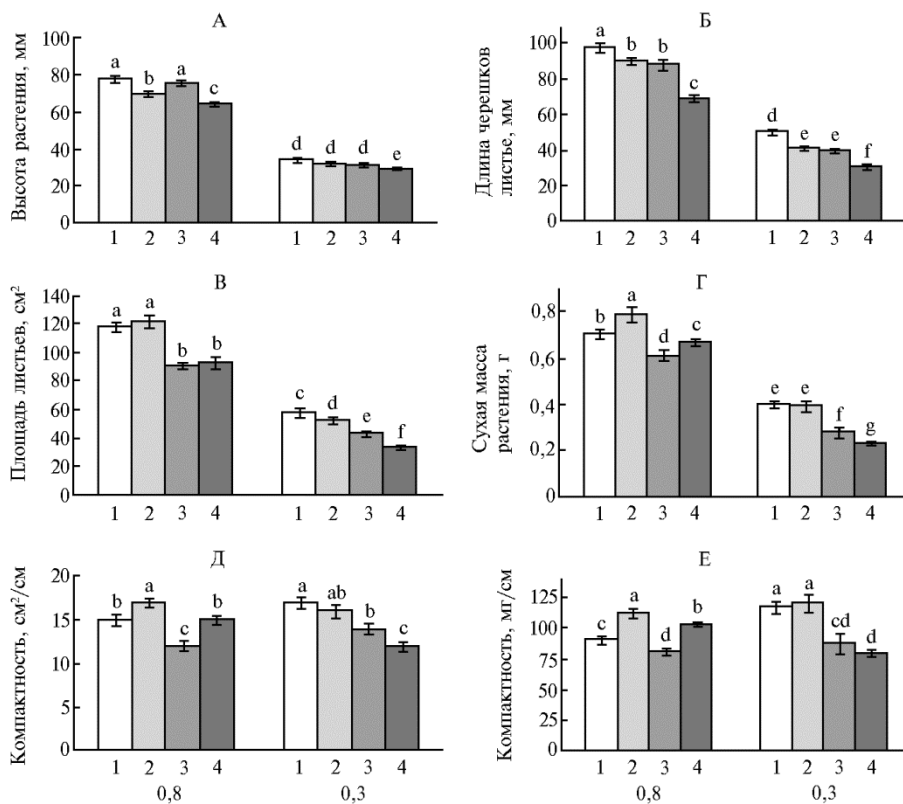 А
Высота растения, мм
100
80
60
40
20
0
a b a c d d d e
1 2 3 4 1 2 3 4
Б
Длина черешков
листье, мм
100
80
60
40
20
0
a b b c d e e f
1 2 3 4 1 2 3 4
В
Площадь листьев, см²
140
120
100
80
60
40
20
0
a a b b c d e f
1 2 3 4 1 2 3 4
Г
Сухая масса
растения, г
0,8
0,6
0,4
0,2
0
b a d c e e f g
1 2 3 4 1 2 3 4
Д
Компактность, см²/см
20
15
10
5
0
b a c b a ab b c
1 2 3 4 1 2 3 4
0,8 0,3
Е
Компактность, мг/см
125
100
75
50
25
0
c a d b a a cd d
1 2 3 4 1 2 3 4
0,8 0,3